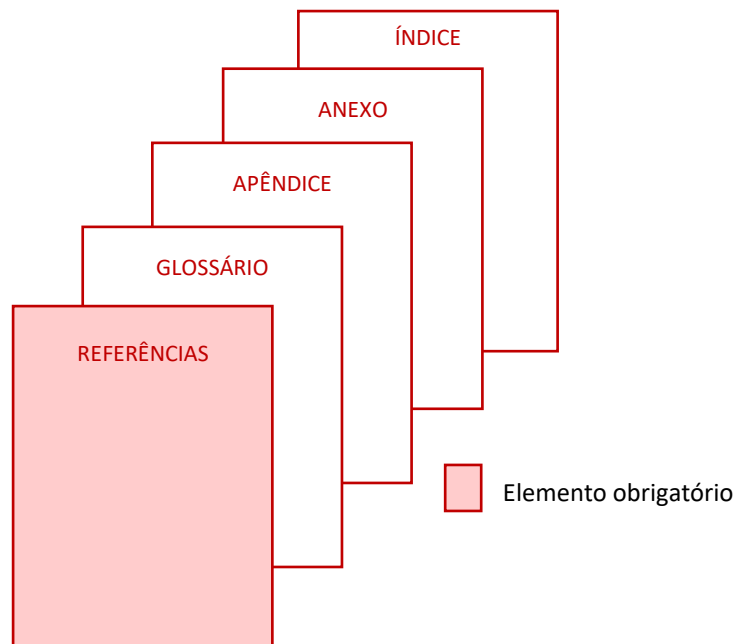 ÍNDICE
ANEXO
APÊNDICE
GLOSSÁRIO
REFERÊNCIAS
Elemento obrigatório